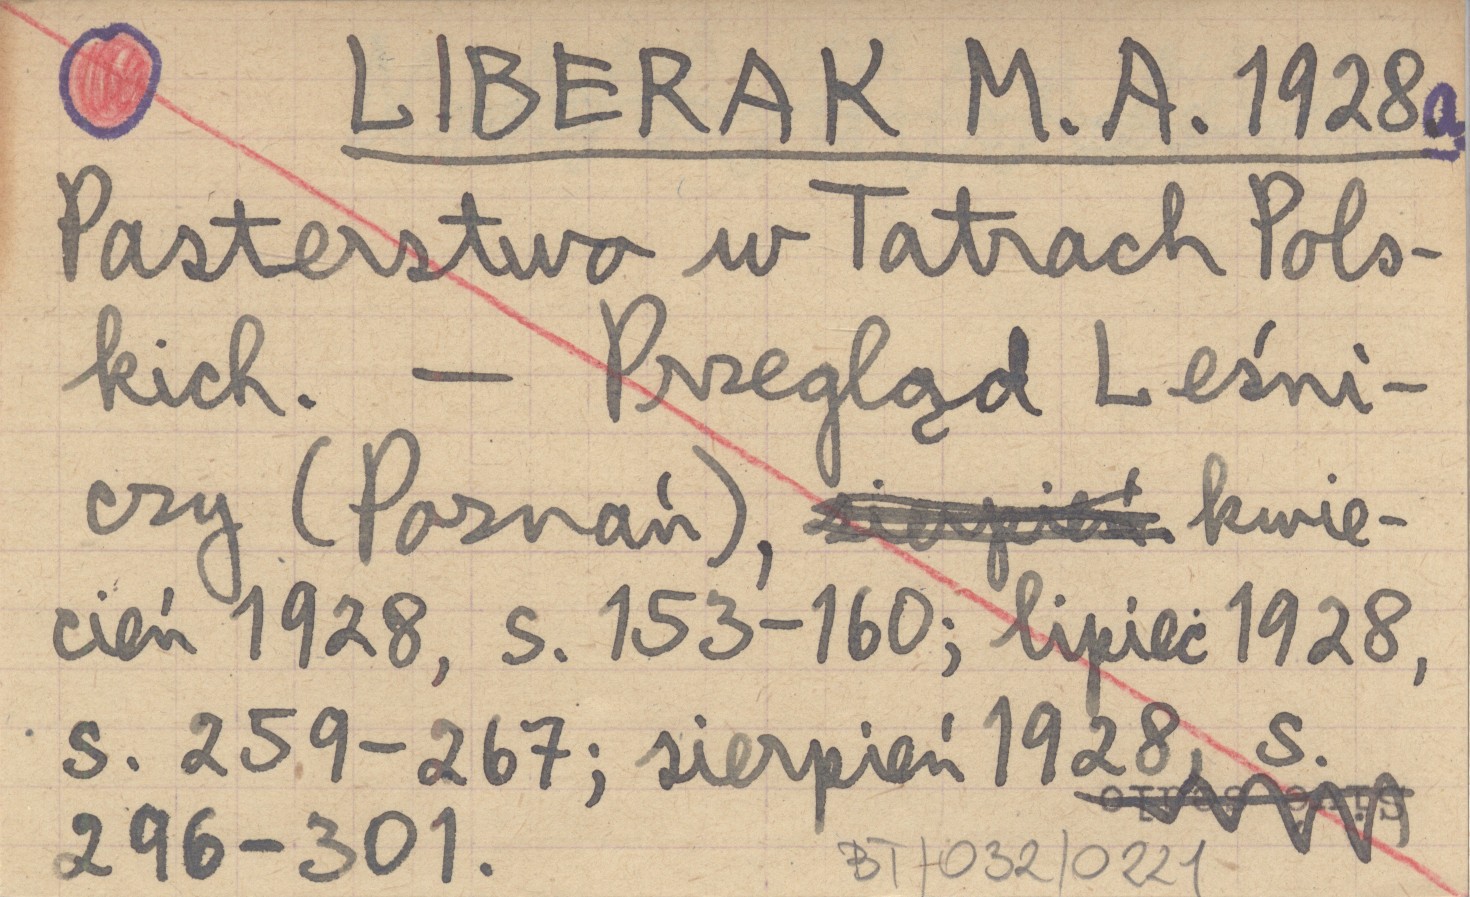 LIBERAK M. A. 1928a
Pasterstwo w Tatrach Pols-
kich. — Przegląd Leśni-
czy (Poznań), sierpień kwie-
cień 1928, s. 153-160; lipiec 1928,
s. 259-267; sierpień 1928, s.
296-301.
BT/032/0221